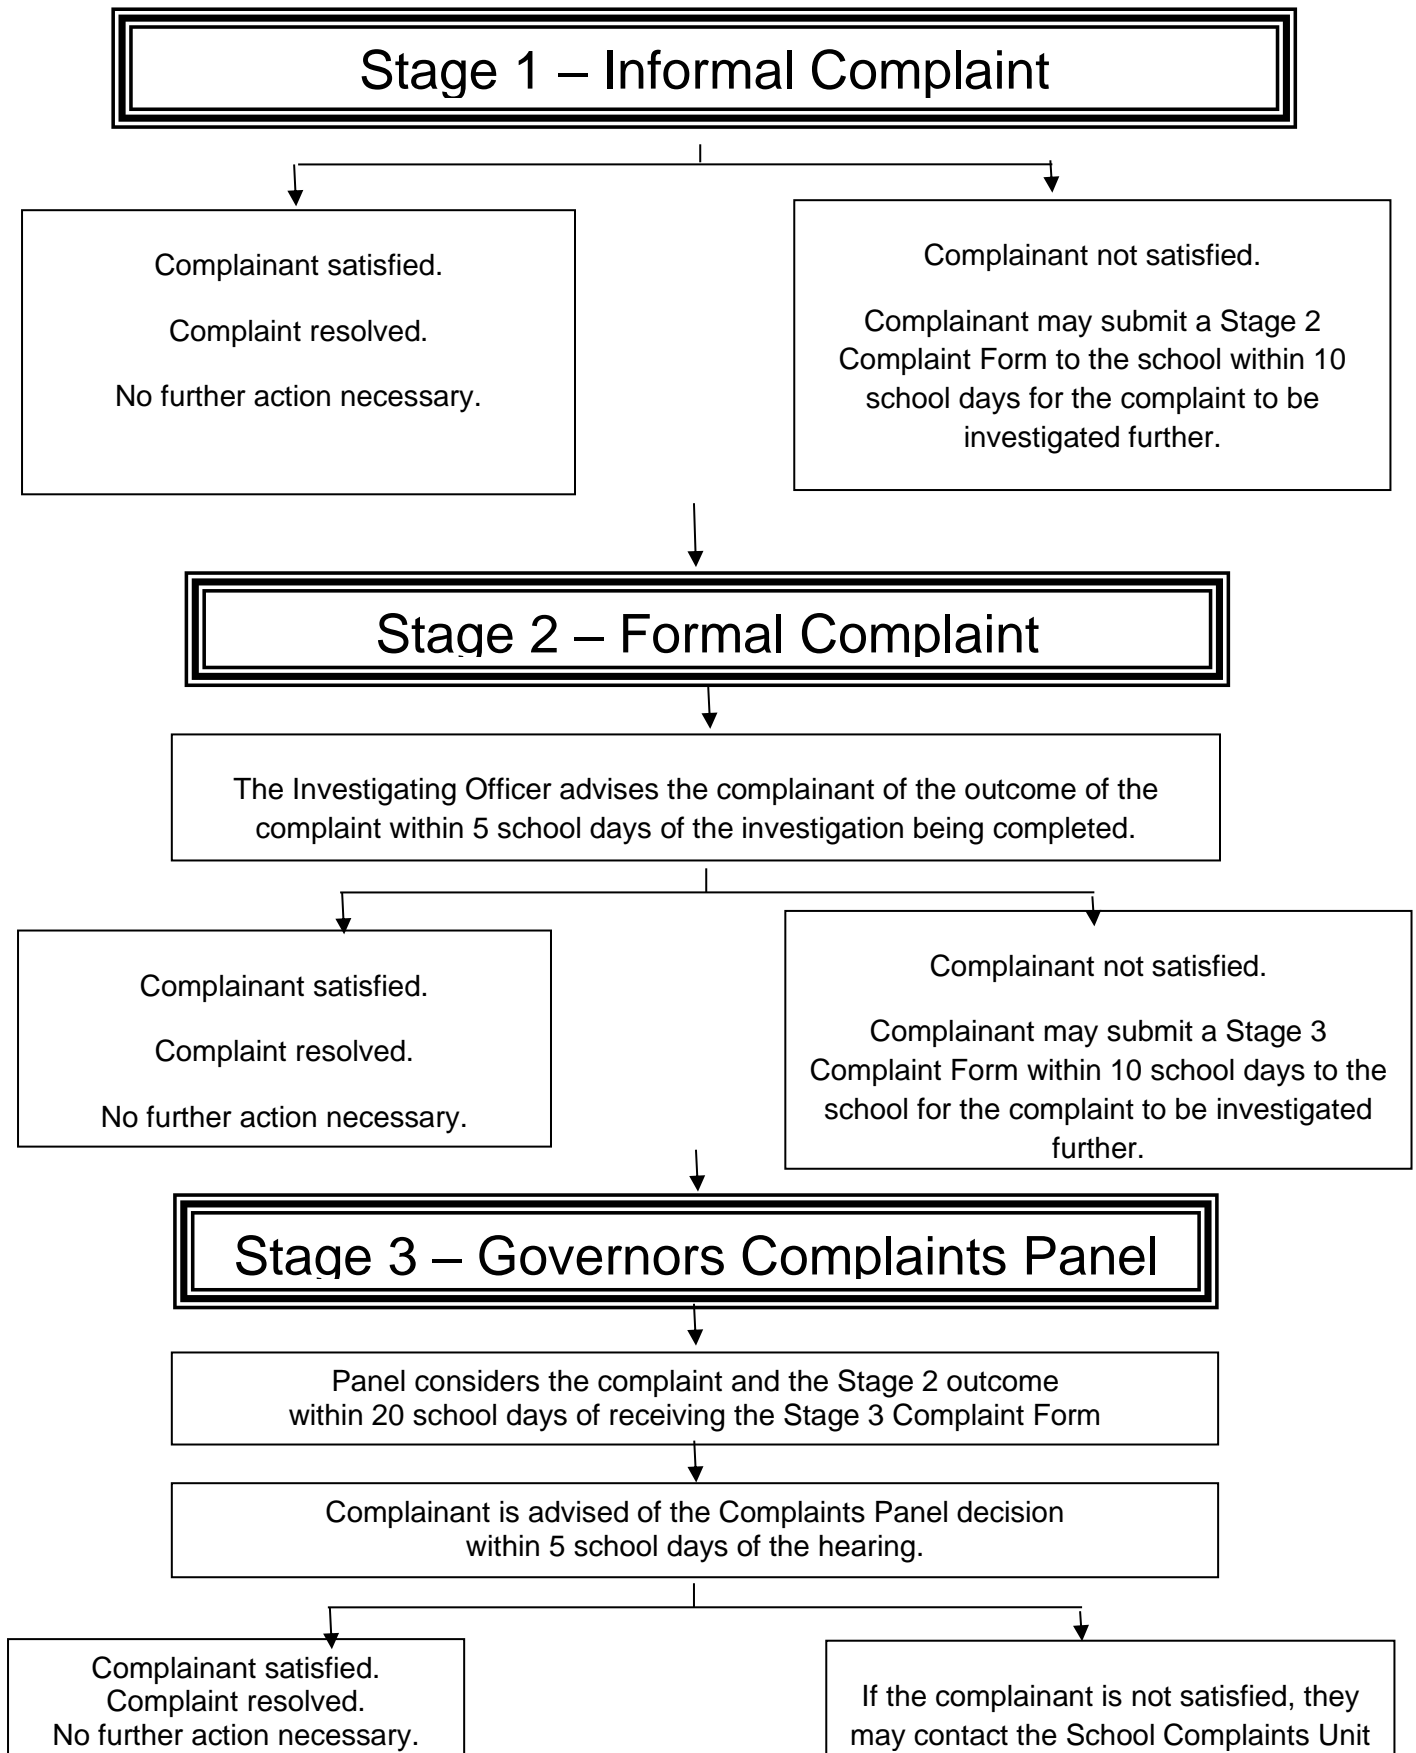 Stage 1 – Informal Complaint
Complainant satisfied.
Complaint resolved.
No further action necessary.
Complainant not satisfied.
Complainant may submit a Stage 2
Complaint Form to the school within 10
school days for the complaint to be
investigated further.
Stage 2 – Formal Complaint
The Investigating Officer advises the complainant of the outcome of the
complaint within 5 school days of the investigation being completed.
Complainant satisfied.
Complaint resolved.
No further action necessary.
Complainant not satisfied.
Complainant may submit a Stage 3
Complaint Form within 10 school days to the
school for the complaint to be investigated
further.
Stage 3 – Governors Complaints Panel
Panel considers the complaint and the Stage 2 outcome
within 20 school days of receiving the Stage 3 Complaint Form
Complainant is advised of the Complaints Panel decision
within 5 school days of the hearing.
Complainant satisfied.
Complaint resolved.
No further action necessary.
If the complainant is not satisfied, they
may contact the School Complaints Unit